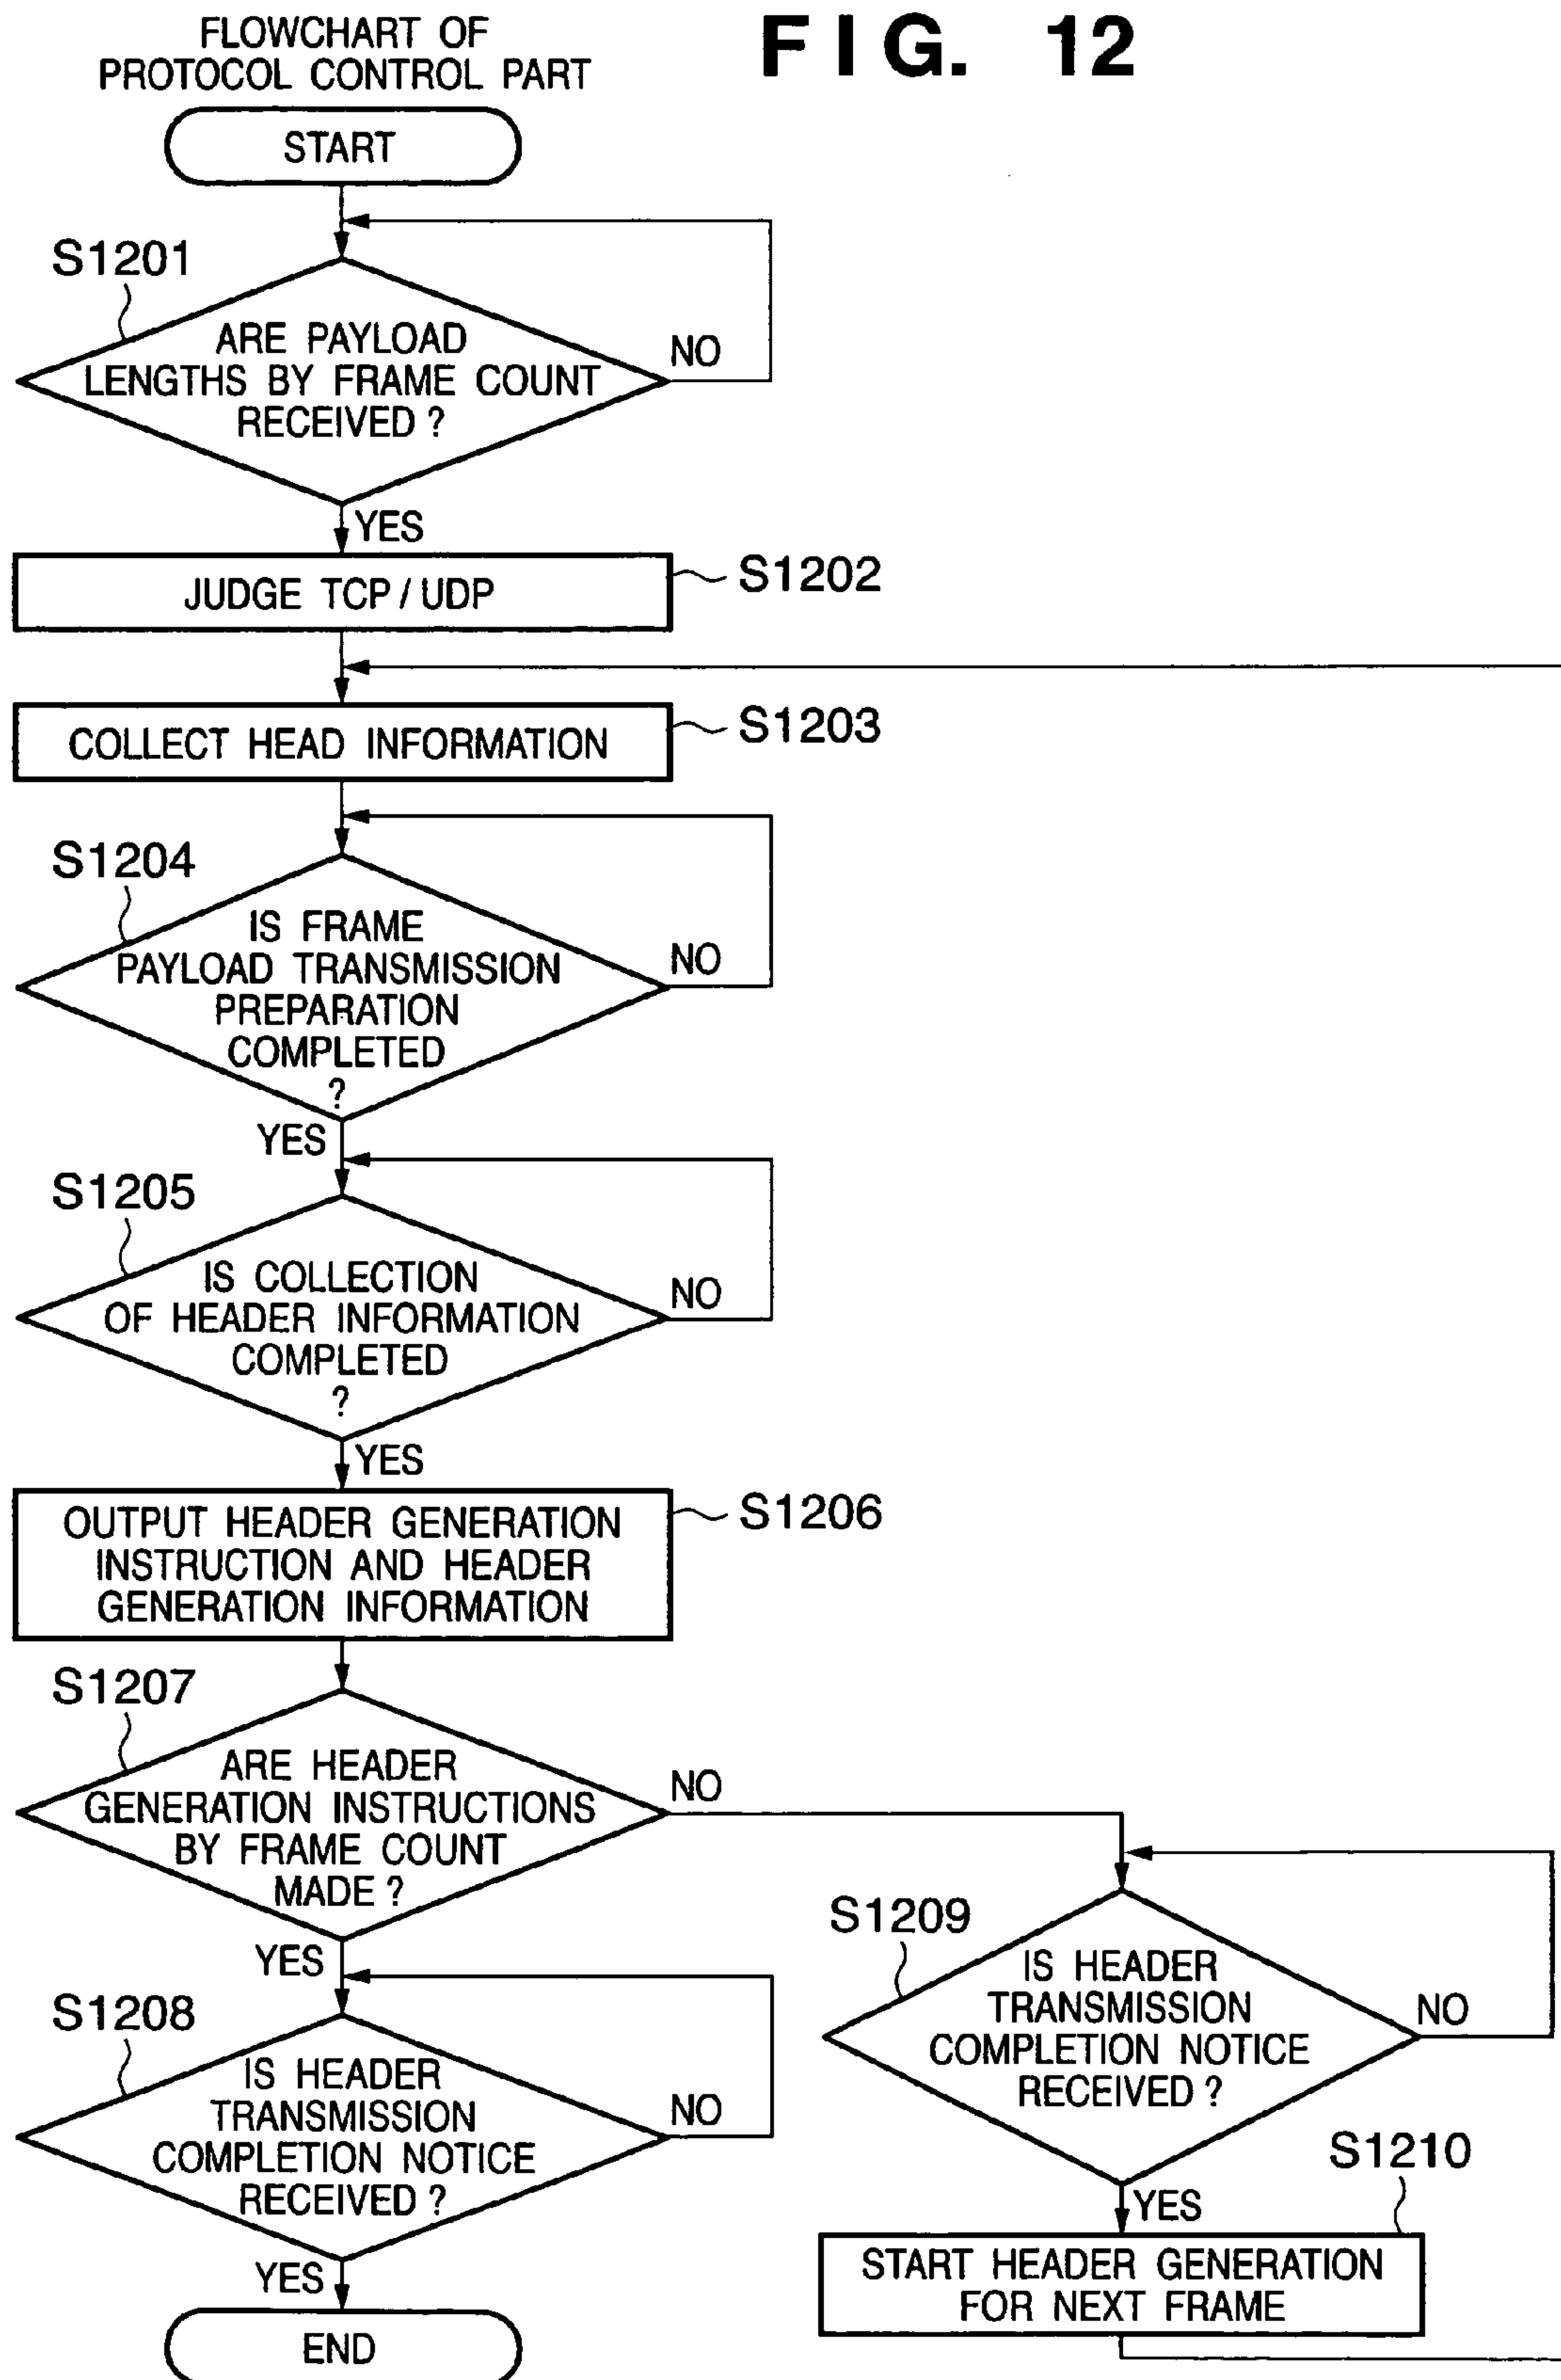 FLOWCHART OF
PROTOCOL CONTROL PART
FIG. 12
START
S1201
ARE PAYLOAD
LENGTHS BY FRAME COUNT
RECEIVED ?
NO
YES
JUDGE TCP / UDP
S1202
COLLECT HEAD INFORMATION
S1203
S1204
IS FRAME
PAYLOAD TRANSMISSION
PREPARATION
COMPLETED
?
NO
YES
S1205
IS COLLECTION
OF HEADER INFORMATION
COMPLETED
?
NO
YES
OUTPUT HEADER GENERATION
INSTRUCTION AND HEADER
GENERATION INFORMATION
S1206
S1207
ARE HEADER
GENERATION INSTRUCTIONS
BY FRAME COUNT
MADE ?
NO
YES
S1208
IS HEADER
TRANSMISSION
COMPLETION NOTICE
RECEIVED ?
NO
YES
END
S1209
IS HEADER
TRANSMISSION
COMPLETION NOTICE
RECEIVED ?
NO
YES
S1210
START HEADER GENERATION
FOR NEXT FRAME